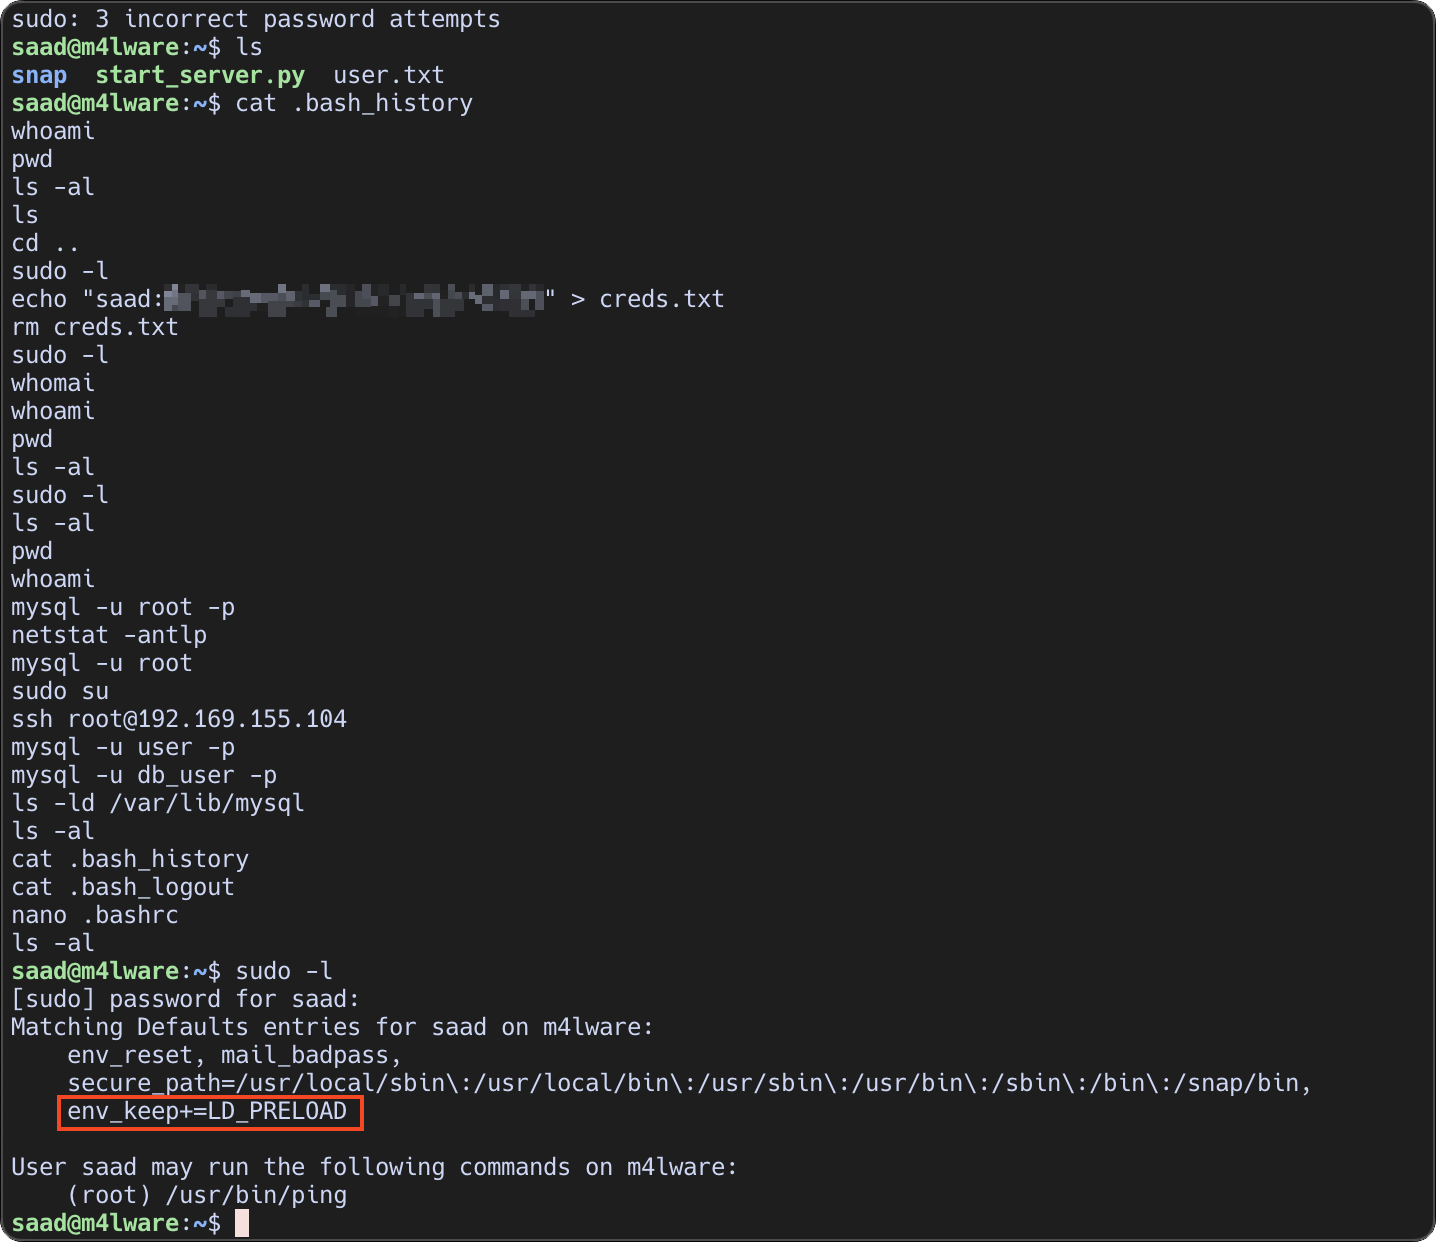 sudo: 3 incorrect password attempts
saad@m4lware:~$ ls
snap  start_server.py  user.txt
saad@m4lware:~$ cat .bash_history
whoami
pwd
ls -al
ls
cd ..
sudo -l
echo "saad:" > creds.txt
rm creds.txt
sudo -l
whomai
whoami
pwd
ls -al
sudo -l
ls -al
pwd
whoami
mysql -u root -p
netstat -antlp
mysql -u root
sudo su
ssh root@192.169.155.104
mysql -u user -p
mysql -u db_user -p
ls -ld /var/lib/mysql
ls -al
cat .bash_history
cat .bash_logout
nano .bashrc
ls -al
saad@m4lware:~$ sudo -l
[sudo] password for saad:
Matching Defaults entries for saad on m4lware:
    env_reset, mail_badpass,
    secure_path=/usr/local/sbin\:/usr/local/bin\:/usr/sbin\:/usr/bin\:/sbin\:/bin\:/snap/bin,
    env_keep+=LD_PRELOAD
User saad may run the following commands on m4lware:
    (root) /usr/bin/ping
saad@m4lware:~$